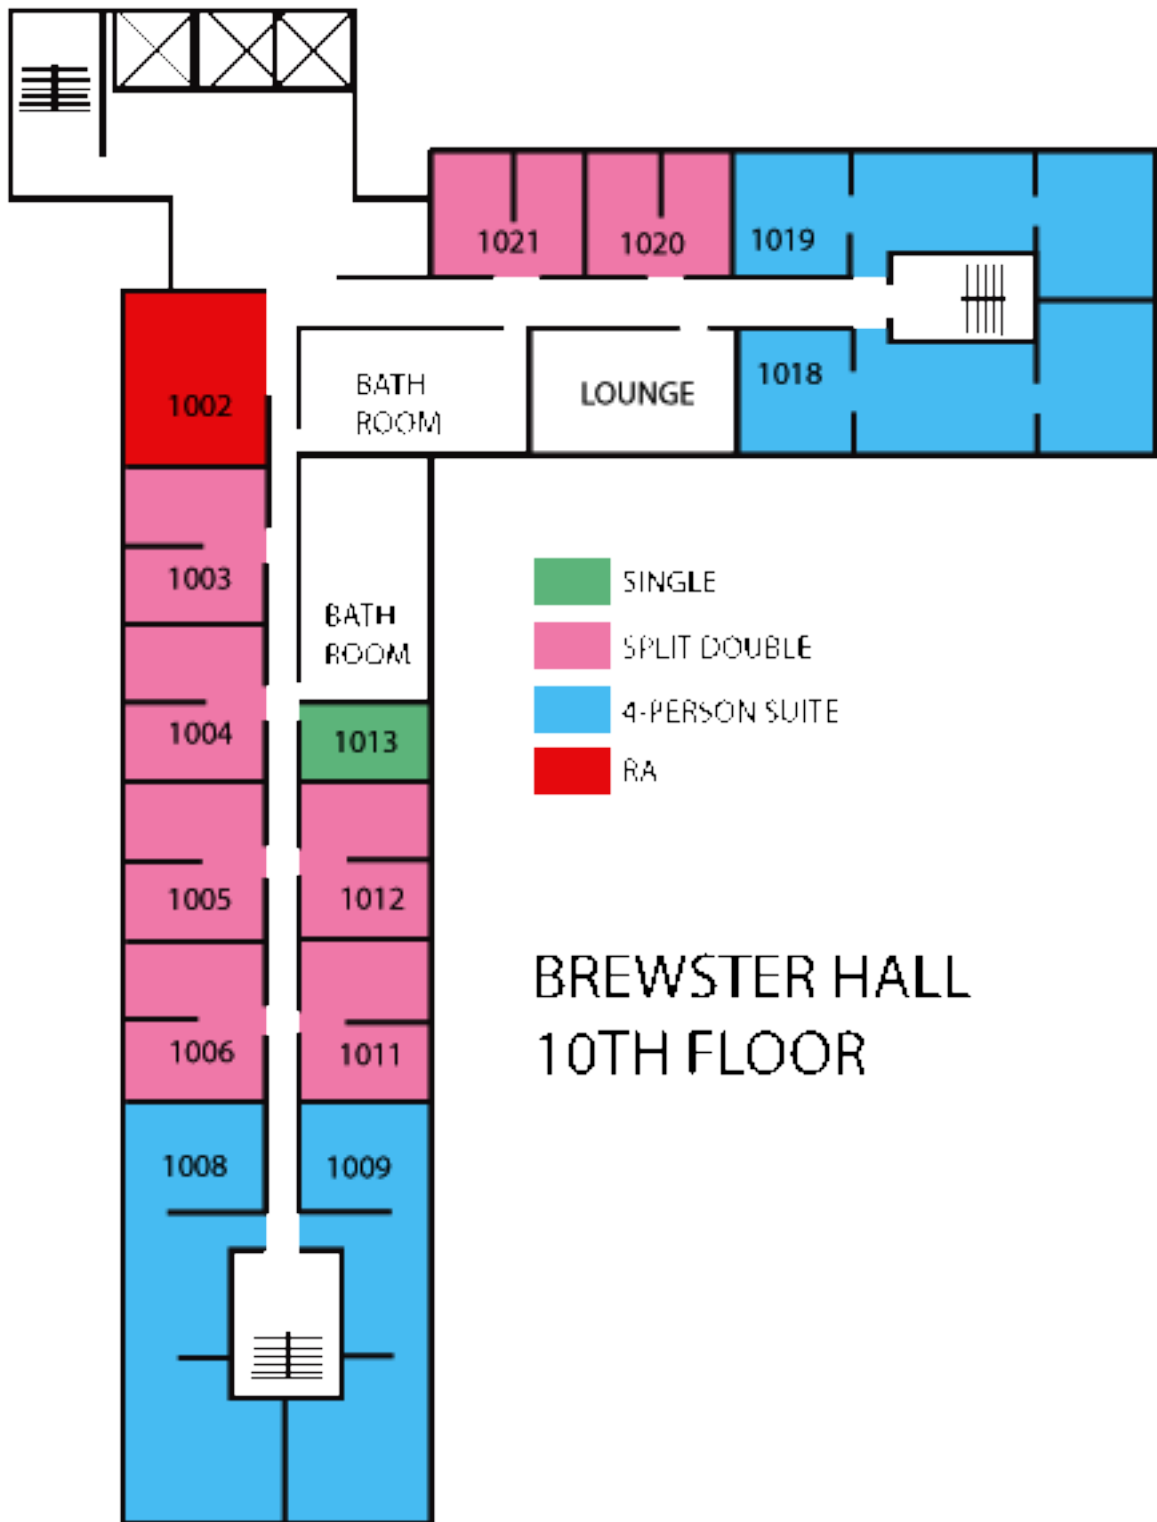 1021
1020
1019
1002
BATH
ROOM
LOUNGE
1018
1003
BATH
ROOM
1004
1013
1005
1012
1006
1011
1008
1009
SINGLE
SPLIT DOUBLE
4-PERSON SUITE
RA
BREWSTER HALL
10TH FLOOR